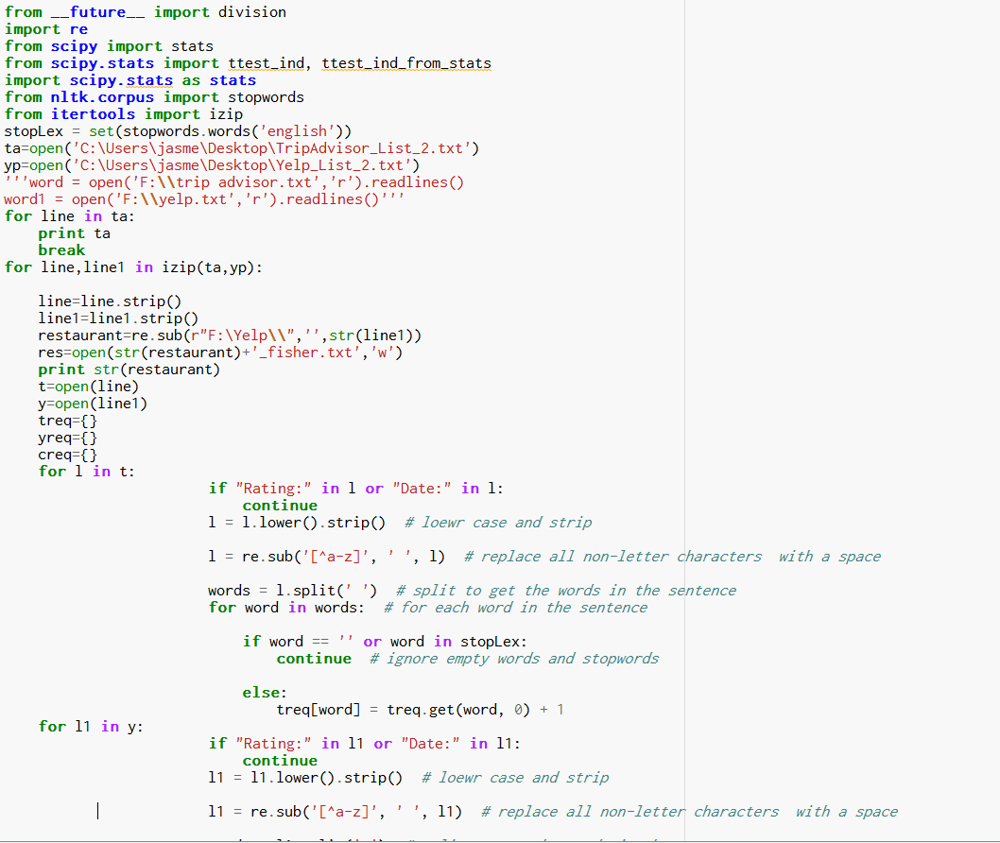 from __future__ import division
import re
from scipy import stats
from scipy.stats import ttest_ind, ttest_ind_from_stats
import scipy.stats as stats
from nltk.corpus import stopwords
from itertools import izip
stopLex = set(stopwords.words('english'))
ta=open('C:\Users\jasme\Desktop\TripAdvisor_List_2.txt')
yp=open('C:\Users\jasme\Desktop\Yelp_List_2.txt')
'''word = open('F:\\trip advisor.txt','r').readlines()
word1 = open('F:\\yelp.txt','r').readlines()'''
for line in ta:
    print ta
    break
for line,line1 in izip(ta,yp):

    line=line.strip()
    line1=line1.strip()
    restaurant=re.sub(r"F:\Yelp\\",'',str(line1))
    res=open(str(restaurant)+'_fisher.txt','w')
    print str(restaurant)
    t=open(line)
    y=open(line1)
    treq={}
    yreq={}
    creq={}
    for l in t:
                        if "Rating:" in l or "Date:" in l:
                            continue
                        l = l.lower().strip()  # loewr case and strip

                        l = re.sub('[^a-z]', ' ', l)  # replace all non-letter characters  with a space

                        words = l.split(' ')  # split to get the words in the sentence
                        for word in words:  # for each word in the sentence

                            if word == '' or word in stopLex:
                                continue  # ignore empty words and stopwords

                            else:
                                treq[word] = treq.get(word, 0) + 1
    for l1 in y:
                        if "Rating:" in l1 or "Date:" in l1:
                            continue
                        l1 = l1.lower().strip()  # loewr case and strip

                        l1 = re.sub('[^a-z]', ' ', l1)  # replace all non-letter characters  with a space